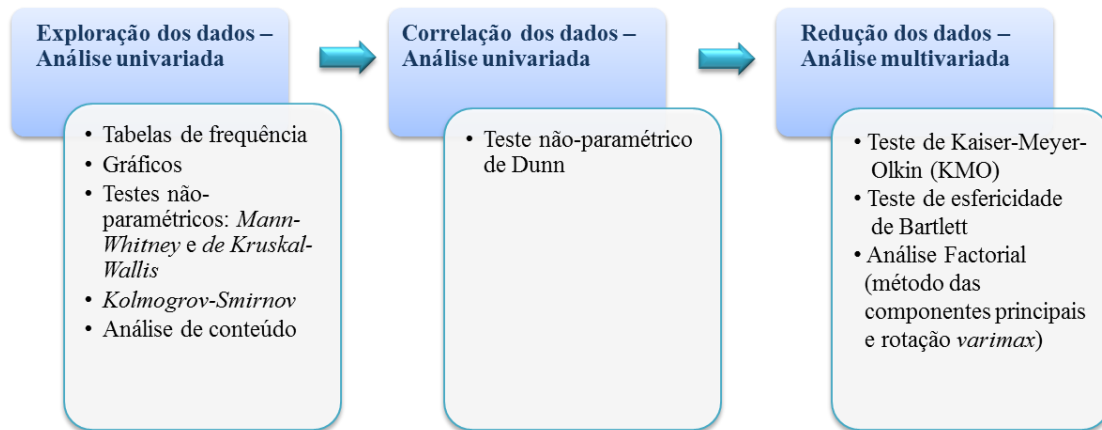 Exploração dos dados –
Análise univariada
• Tabelas de frequência
• Gráficos
• Testes não-
paramétricos: Mann-
Whitney e de Kruskal-
Wallis
• Kolmogrov-Smirnov
• Análise de conteúdo
Correlação dos dados –
Análise univariada
• Teste não-paramétrico
de Dunn
Redução dos dados –
Análise multivariada
• Teste de Kaiser-Meyer-
Olkin (KMO)
• Teste de esfericidade
de Bartlett
• Análise Factorial
(método das
componentes principais
e rotação varimax)